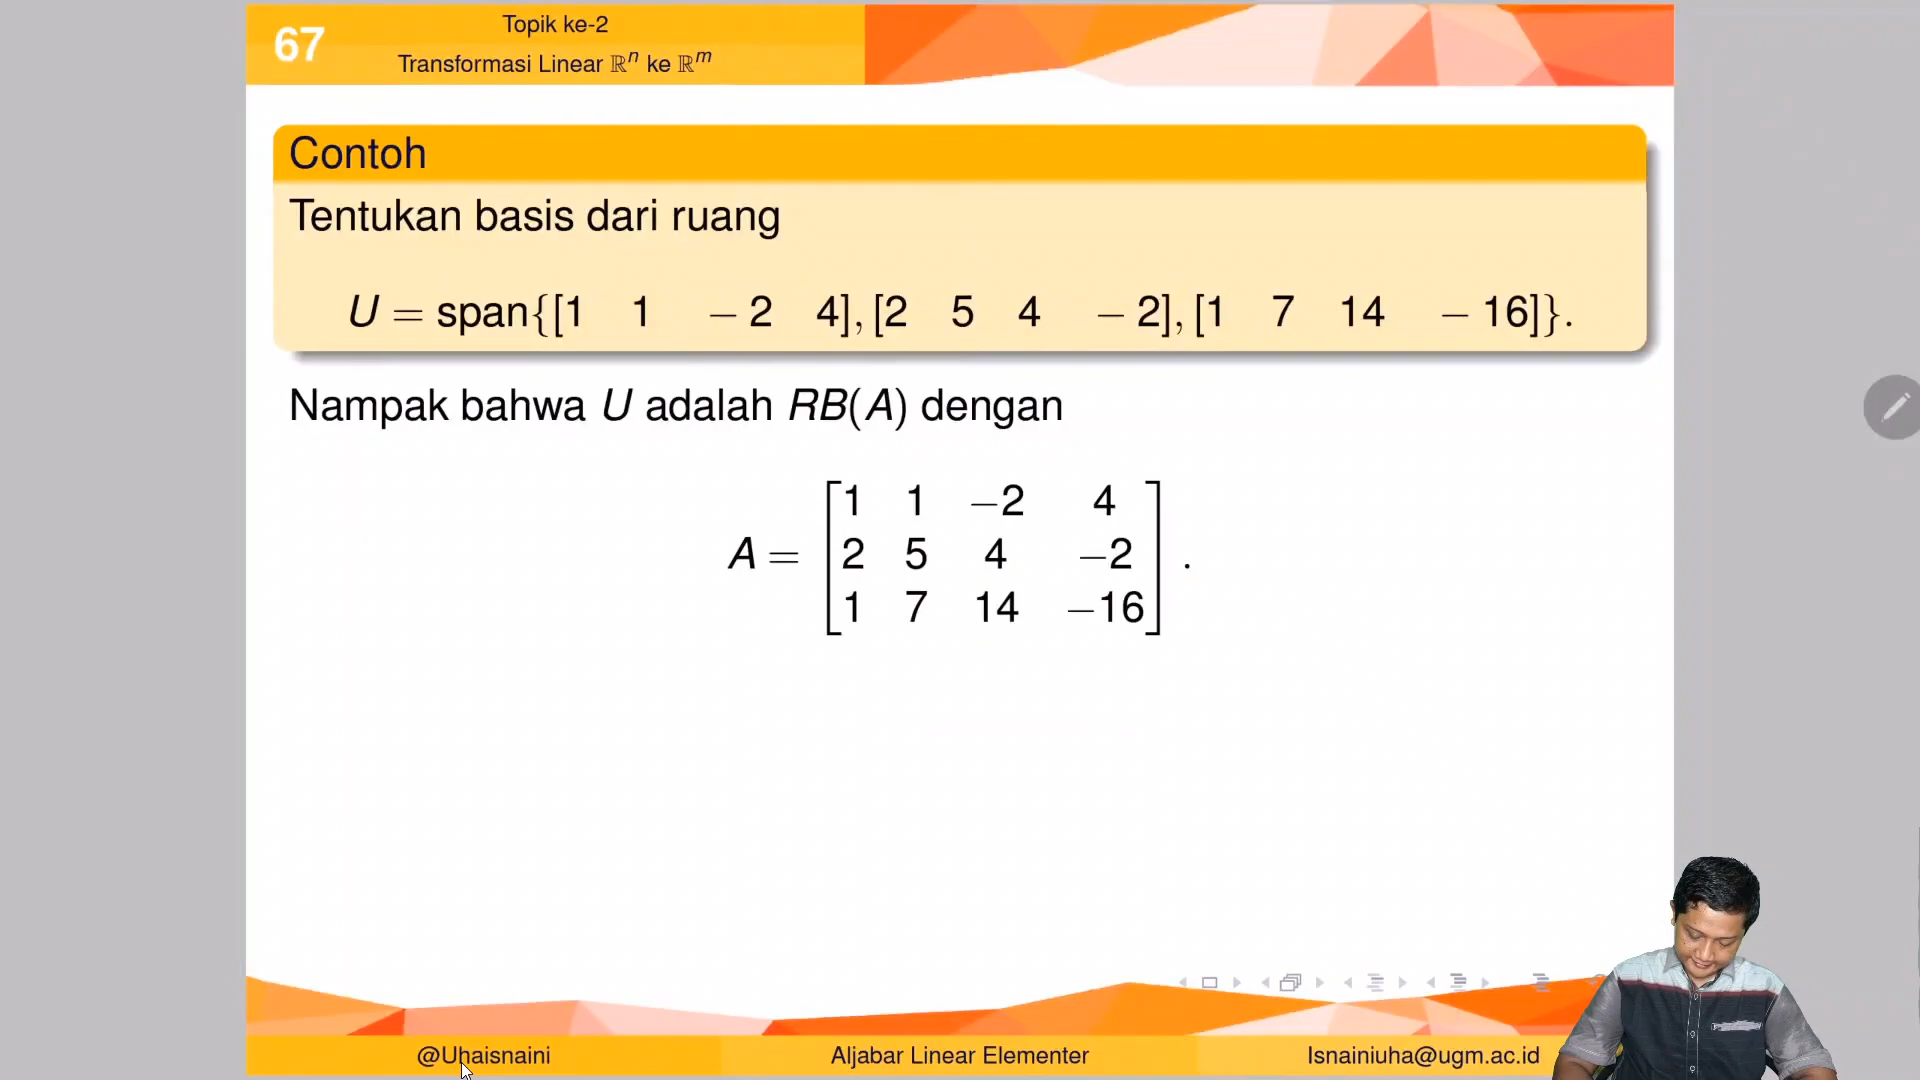 67
Topik ke-2
Transformasi Linear ℝⁿ ke ℝᵐ
Contoh
Tentukan basis dari ruang
U = span{[1 1 −2 4], [2 5 4 −2], [1 7 14 −16]}.
Nampak bahwa U adalah RB(A) dengan
A = [1 1 −2 4
2 5 4 −2
1 7 14 −16] .
@Uhaisnaini Aljabar Linear Elementer Isnainiuha@ugm.ac.id